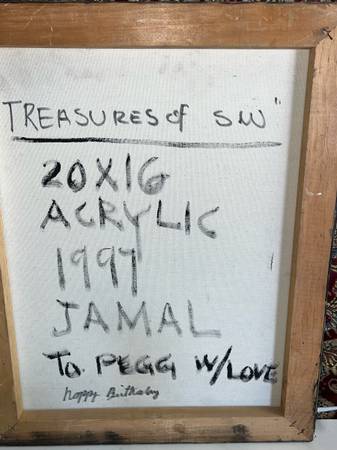 TREASURES of SW"
20X16
ACRYLIC
1997
JAMAL
To. PEGG W/LOVE
happy Birthday